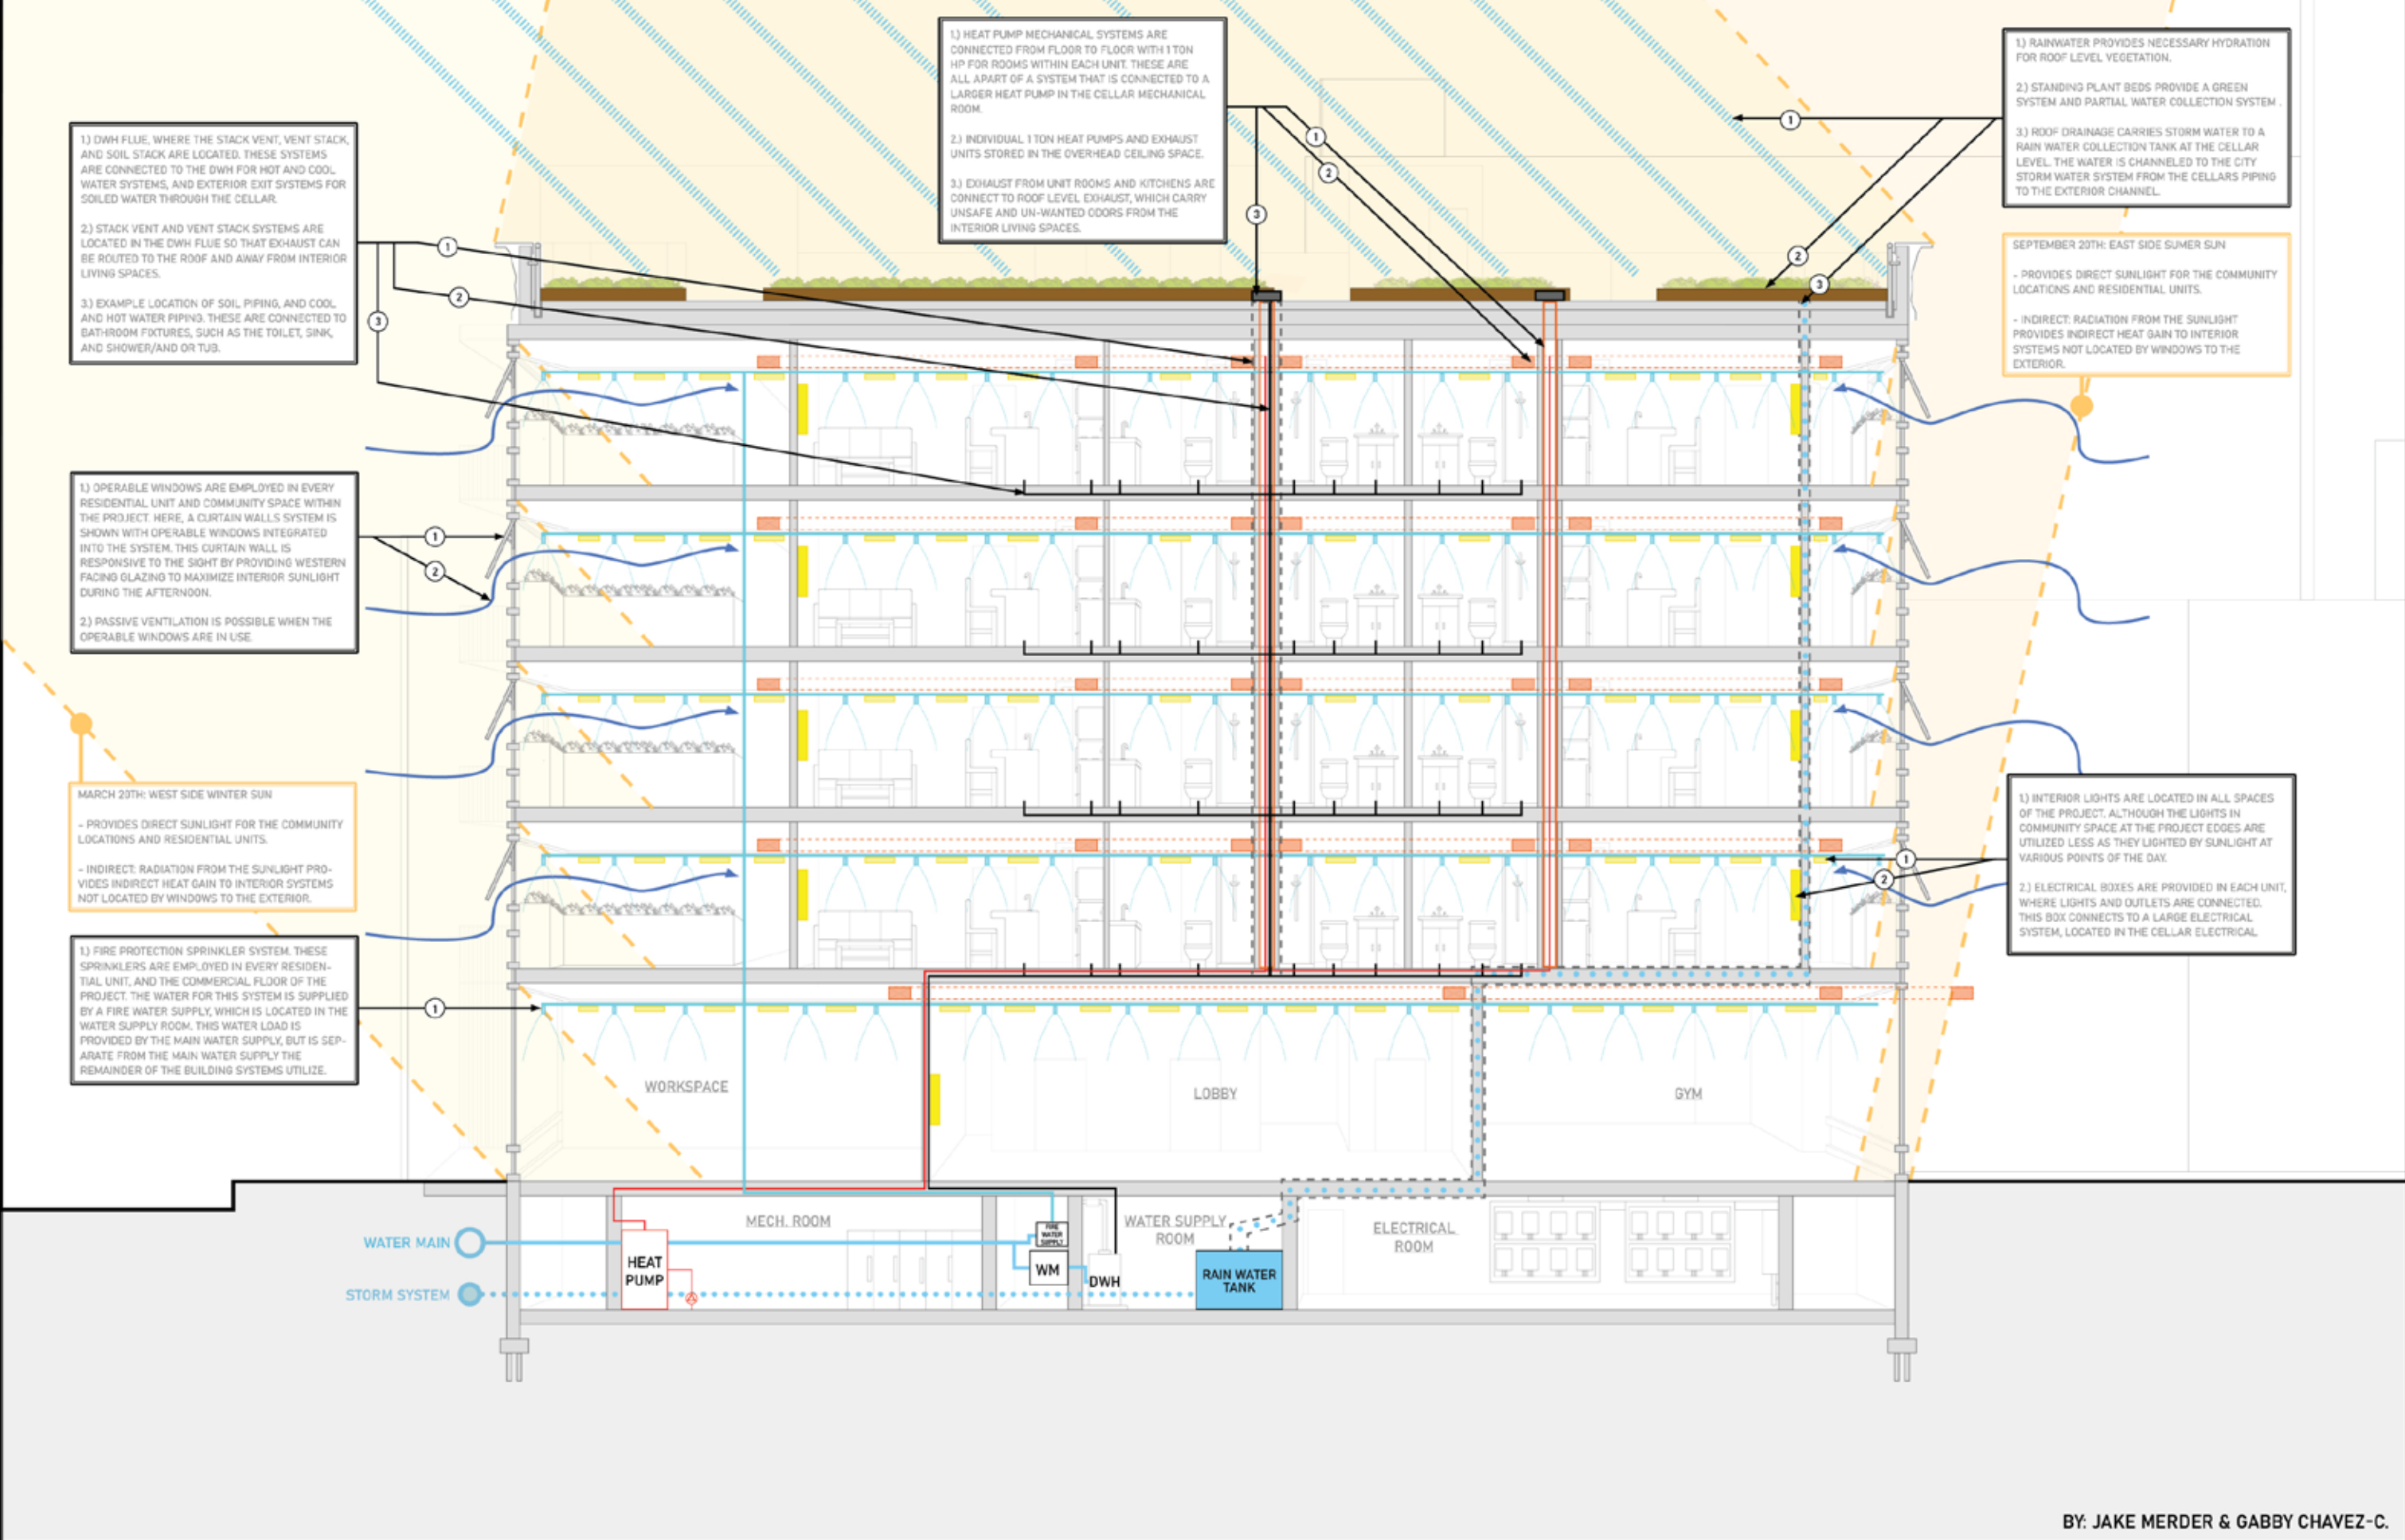 1.) HEAT PUMP MECHANICAL SYSTEMS ARE
CONNECTED FROM FLOOR TO FLOOR WITH 1 TON
HP FOR ROOMS WITHIN EACH UNIT. THESE ARE
ALL APART OF A SYSTEM THAT IS CONNECTED TO A
LARGER HEAT PUMP IN THE CELLAR MECHANICAL
ROOM.
2.) INDIVIDUAL 1 TON HEAT PUMPS AND EXHAUST
UNITS STORED IN THE OVERHEAD CEILING SPACE.
3.) EXHAUST FROM UNIT ROOMS AND KITCHENS ARE
CONNECT TO ROOF LEVEL EXHAUST, WHICH CARRY
UNSAFE AND UN-WANTED ODORS FROM THE
INTERIOR LIVING SPACES.
1
2
3
1.) RAINWATER PROVIDES NECESSARY HYDRATION
FOR ROOF LEVEL VEGETATION.
2.) STANDING PLANT BEDS PROVIDE A GREEN
SYSTEM AND PARTIAL WATER COLLECTION SYSTEM .
3.) ROOF DRAINAGE CARRIES STORM WATER TO A
RAIN WATER COLLECTION TANK AT THE CELLAR
LEVEL. THE WATER IS CHANNELED TO THE CITY
STORM WATER SYSTEM FROM THE CELLARS PIPING
TO THE EXTERIOR CHANNEL.
1
2
3
1.) DWH FLUE, WHERE THE STACK VENT, VENT STACK,
AND SOIL STACK ARE LOCATED. THESE SYSTEMS
ARE CONNECTED TO THE DWH FOR HOT AND COOL
WATER SYSTEMS, AND EXTERIOR EXIT SYSTEMS FOR
SOILED WATER THROUGH THE CELLAR.
2.) STACK VENT AND VENT STACK SYSTEMS ARE
LOCATED IN THE DWH FLUE SO THAT EXHAUST CAN
BE ROUTED TO THE ROOF AND AWAY FROM INTERIOR
LIVING SPACES.
3.) EXAMPLE LOCATION OF SOIL PIPING, AND COOL
AND HOT WATER PIPING. THESE ARE CONNECTED TO
BATHROOM FIXTURES, SUCH AS THE TOILET, SINK,
AND SHOWER/AND OR TUB.
1
2
3
SEPTEMBER 20TH: EAST SIDE SUMER SUN
- PROVIDES DIRECT SUNLIGHT FOR THE COMMUNITY
LOCATIONS AND RESIDENTIAL UNITS.
- INDIRECT: RADIATION FROM THE SUNLIGHT
PROVIDES INDIRECT HEAT GAIN TO INTERIOR
SYSTEMS NOT LOCATED BY WINDOWS TO THE
EXTERIOR.
1.) OPERABLE WINDOWS ARE EMPLOYED IN EVERY
RESIDENTIAL UNIT AND COMMUNITY SPACE WITHIN
THE PROJECT. HERE, A CURTAIN WALLS SYSTEM IS
SHOWN WITH OPERABLE WINDOWS INTEGRATED
INTO THE SYSTEM. THIS CURTAIN WALL IS
RESPONSIVE TO THE SIGHT BY PROVIDING WESTERN
FACING GLAZING TO MAXIMIZE INTERIOR SUNLIGHT
DURING THE AFTERNOON.
2.) PASSIVE VENTILATION IS POSSIBLE WHEN THE
OPERABLE WINDOWS ARE IN USE.
1
2
MARCH 20TH: WEST SIDE WINTER SUN
- PROVIDES DIRECT SUNLIGHT FOR THE COMMUNITY
LOCATIONS AND RESIDENTIAL UNITS.
- INDIRECT: RADIATION FROM THE SUNLIGHT PRO-
VIDES INDIRECT HEAT GAIN TO INTERIOR SYSTEMS
NOT LOCATED BY WINDOWS TO THE EXTERIOR.
1.) INTERIOR LIGHTS ARE LOCATED IN ALL SPACES
OF THE PROJECT. ALTHOUGH THE LIGHTS IN
COMMUNITY SPACE AT THE PROJECT EDGES ARE
UTILIZED LESS AS THEY LIGHTED BY SUNLIGHT AT
VARIOUS POINTS OF THE DAY.
2.) ELECTRICAL BOXES ARE PROVIDED IN EACH UNIT,
WHERE LIGHTS AND OUTLETS ARE CONNECTED.
THIS BOX CONNECTS TO A LARGE ELECTRICAL
SYSTEM, LOCATED IN THE CELLAR ELECTRICAL
1
2
1.) FIRE PROTECTION SPRINKLER SYSTEM. THESE
SPRINKLERS ARE EMPLOYED IN EVERY RESIDEN-
TIAL UNIT, AND THE COMMERCIAL FLOOR OF THE
PROJECT. THE WATER FOR THIS SYSTEM IS SUPPLIED
BY A FIRE WATER SUPPLY, WHICH IS LOCATED IN THE
WATER SUPPLY ROOM. THIS WATER LOAD IS
PROVIDED BY THE MAIN WATER SUPPLY, BUT IS SEP-
ARATE FROM THE MAIN WATER SUPPLY THE
REMAINDER OF THE BUILDING SYSTEMS UTILIZE.
1
WORKSPACE
LOBBY
GYM
MECH. ROOM
WATER SUPPLY
ROOM
ELECTRICAL
ROOM
WATER MAIN
STORM SYSTEM
HEAT
PUMP
FIRE
WATER
SUPPLY
WM
DWH
RAIN WATER
TANK
BY: JAKE MERDER & GABBY CHAVEZ-C.